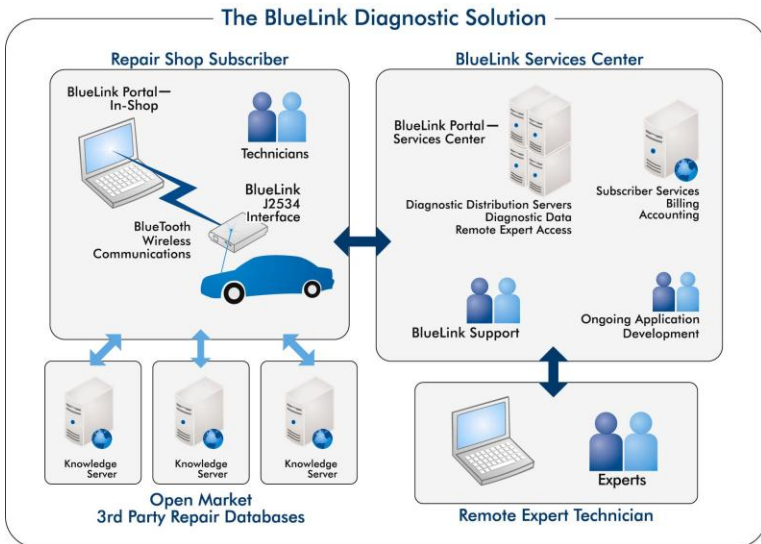 The BlueLink Diagnostic Solution
Repair Shop Subscriber
BlueLink Portal—
In-Shop
Technicians
BlueLink
J2534
Interface
BlueTooth
Wireless
Communications
BlueLink Services Center
BlueLink Portal—
Services Center
Diagnostic Distribution Servers
Diagnostic Data
Remote Expert Access
Subscriber Services
Billing
Accounting
BlueLink Support
Ongoing Application
Development
Knowledge
Server
Knowledge
Server
Knowledge
Server
Open Market
3rd Party Repair Databases
Experts
Remote Expert Technician